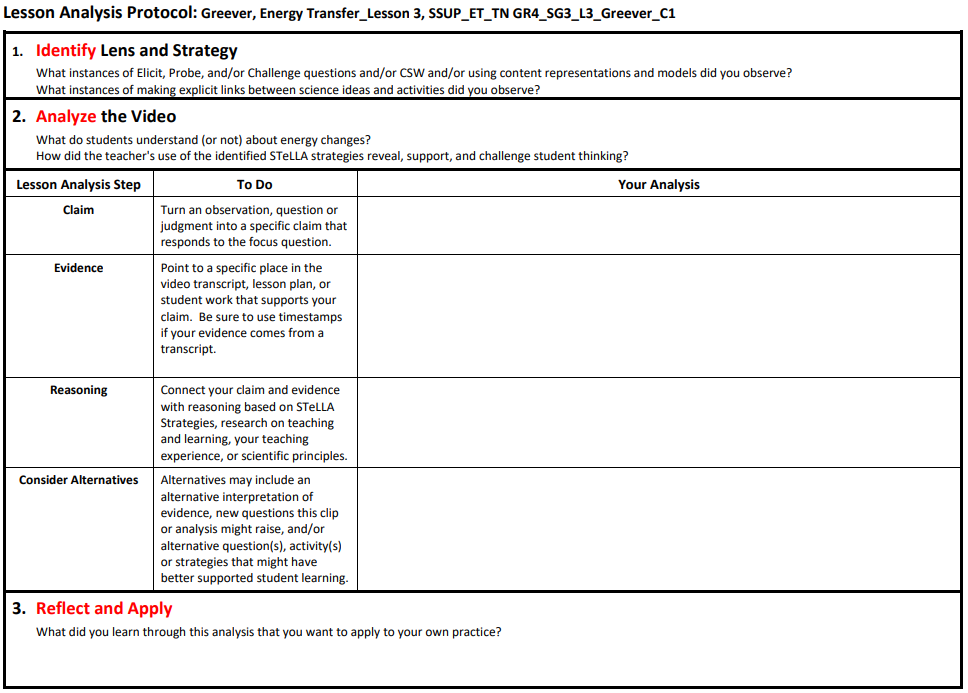 Lesson Analysis Protocol: Greever, Energy Transfer_Lesson 3, SSUP_ET_TN GR4_SG3_L3_Greever_C1
1. Identify Lens and Strategy
What instances of Elicit, Probe, and/or Challenge questions and/or CSW and/or using content representations and models did you observe?
What instances of making explicit links between science ideas and activities did you observe?
2. Analyze the Video
What do students understand (or not) about energy changes?
How did the teacher's use of the identified STeLLA strategies reveal, support, and challenge student thinking?
Lesson Analysis Step To Do Your Analysis
Claim
Turn an observation, question or
judgment into a specific claim that
responds to the focus question.
Evidence
Point to a specific place in the
video transcript, lesson plan, or
student work that supports your
claim. Be sure to use timestamps
if your evidence comes from a
transcript.
Reasoning
Connect your claim and evidence
with reasoning based on STeLLA
Strategies, research on teaching
and learning, your teaching
experience, or scientific principles.
Consider Alternatives
Alternatives may include an
alternative interpretation of
evidence, new questions this clip
or analysis might raise, and/or
alternative question(s), activity(s)
or strategies that might have
better supported student learning.
3. Reflect and Apply
What did you learn through this analysis that you want to apply to your own practice?